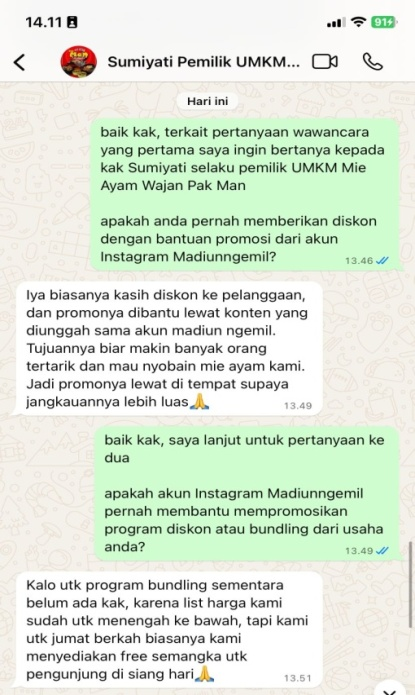 14.11
91
Sumiyati Pemilik UMKM...
Hari ini
baik kak, terkait pertanyaan wawancara
yang pertama saya ingin bertanya kepada
kak Sumiyati selaku pemilik UMKM Mie
Ayam Wajan Pak Man
apakah anda pernah memberikan diskon
dengan bantuan promosi dari akun
Instagram Madiunngemil?
13.46
Iya biasanya kasih diskon ke pelanggaan,
dan promonya dibantu lewat konten yang
diunggah sama akun madiun ngemil.
Tujuannya biar makin banyak orang
tertarik dan mau nyobain mie ayam kami.
Jadi promonya lewat di tempat supaya
jangkauannya lebih luas🙏
13.49
baik kak, saya lanjut untuk pertanyaan ke
dua
apakah akun Instagram Madiunngemil
pernah membantu mempromosikan
program diskon atau bundling dari usaha
anda?
13.49
Kalo utk program bundling sementara
belum ada kak, karena list harga kami
sudah utk menengah ke bawah, tapi kami
utk jumat berkah biasanya kami
menyediakan free semangka utk
pengunjung di siang hari🙏
13.51